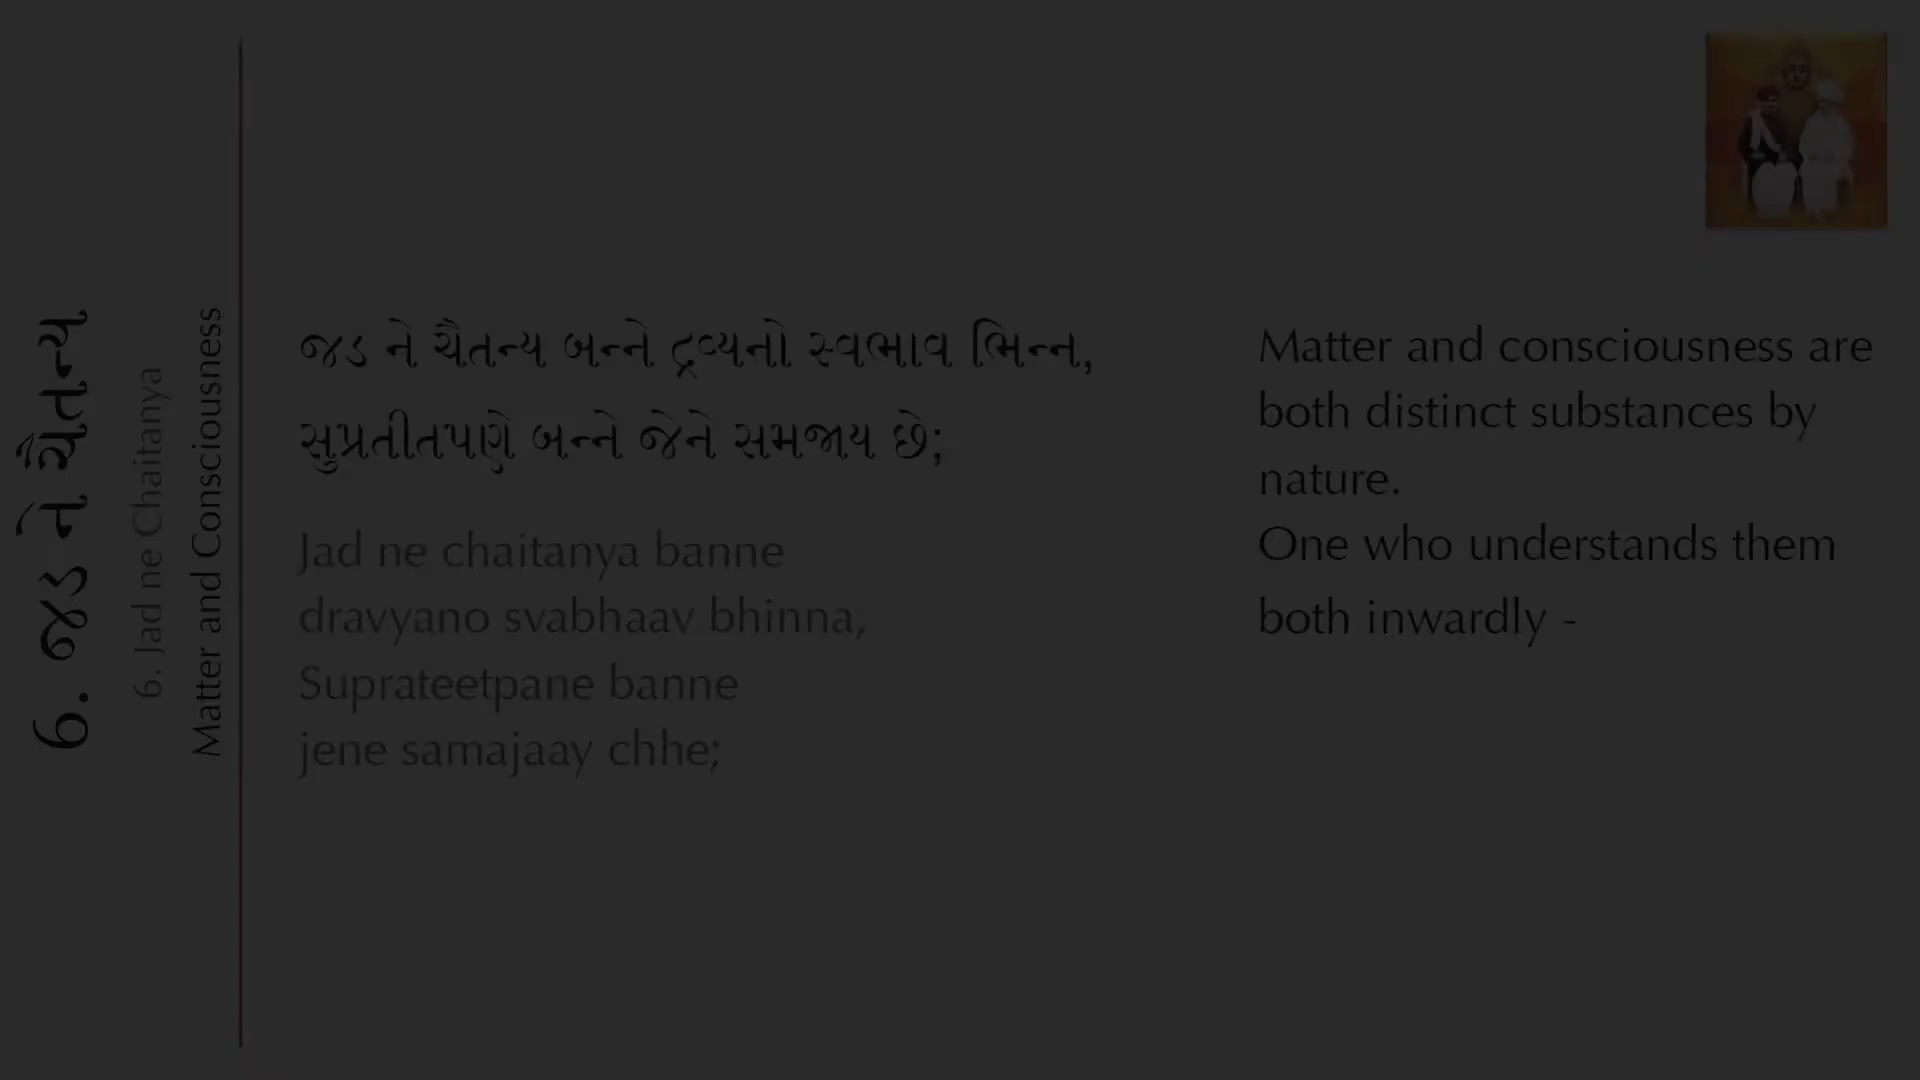 6. જડ ને ચૈતન્ય
6. Jad ne Chaitanya
Matter and Consciousness
જડ ને ચૈતન્ય બન્ને દ્રવ્યનો સ્વભાવ ભિન્ન,
સુપ્રતીતપણે બન્ને જેને સમજાય છે;
Jad ne chaitanya banne
dravyano svabhaav bhinna,
Suprateetpane banne
jene samajaay chhe;
Matter and consciousness are
both distinct substances by
nature.
One who understands them
both inwardly -